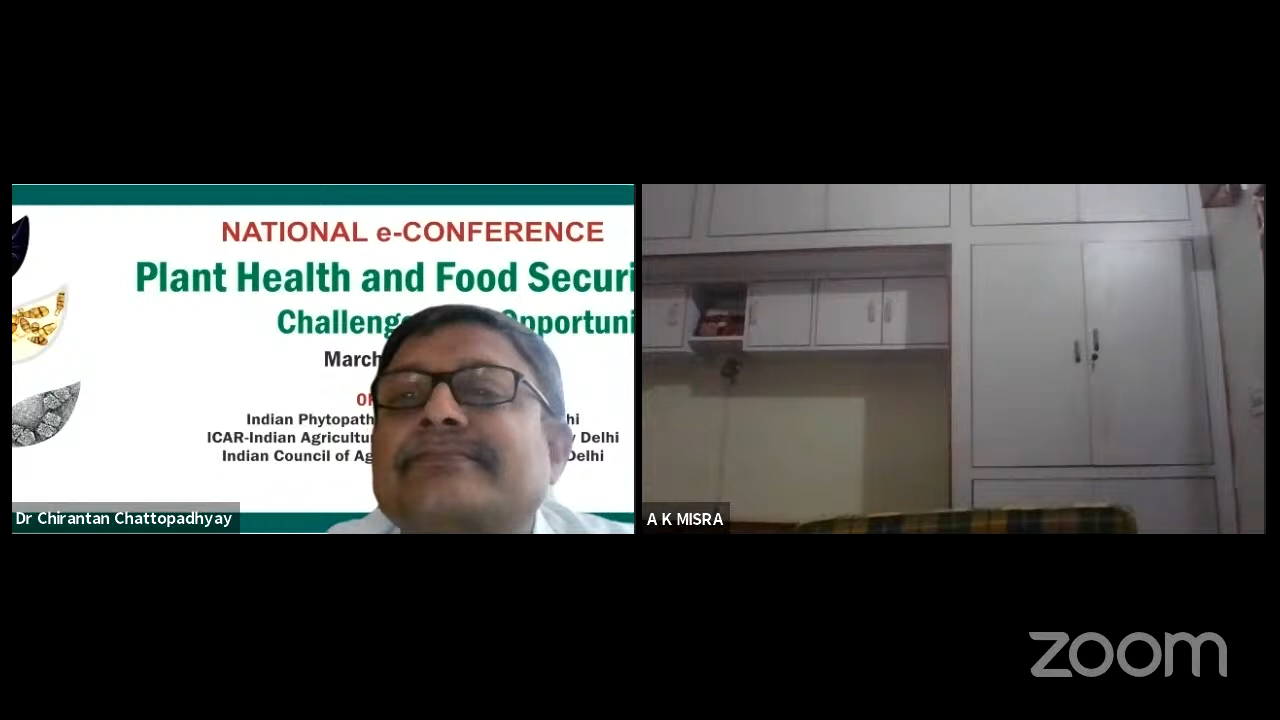 NATIONAL e-CONFERENCE
Plant Health and Food Securi
Challeng Opportuni
March
Indian Phytopath hi
ICAR-Indian Agricultu Delhi
Indian Council of Ag Delhi
Dr Chirantan Chattopadhyay
A K MISRA
zoom